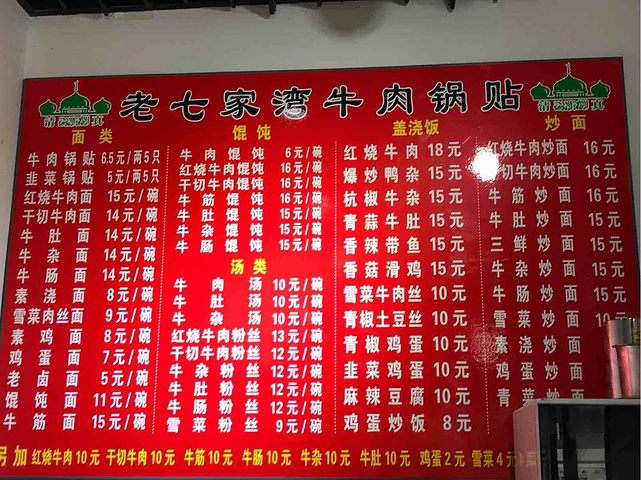 老七家湾牛肉锅贴
清真
清真
面类
牛肉锅贴 6.5元/两5只
韭菜锅贴 5元/两5只
红烧牛肉面 15元/碗
干切牛肉面 14元/碗
牛肚面 14元/碗
牛杂面 14元/碗
牛肠面 14元/碗
素浇面 8元/碗
雪菜肉丝面 9元/碗
素鸡面 8元/碗
鸡蛋面 7元/碗
老卤面 5元/碗
馄饨面 11元/碗
牛筋面 15元/碗
馄饨
牛肉馄饨 6元/碗
红烧牛肉馄饨 16元/碗
干切牛肉馄饨 16元/碗
牛筋馄饨 16元/碗
牛肚馄饨 15元/碗
牛杂馄饨 15元/碗
牛肠馄饨 15元/碗
汤类
牛肉汤 10元/碗
牛肚汤 10元/碗
牛杂汤 10元/碗
红烧牛肉粉丝 13元/碗
干切牛肉粉丝 12元/碗
牛杂粉丝 12元/碗
牛肚粉丝 12元/碗
牛肠粉丝 12元/碗
雪菜粉丝 9元/碗
盖浇饭
红烧牛肉 18元
爆炒鸭杂 15元
杭椒牛杂 15元
青蒜牛肚 15元
香辣带鱼 15元
香菇滑鸡 15元
雪菜牛肉丝 10元
青椒土豆丝 10元
青椒鸡蛋 10元
韭菜鸡蛋 10元
麻辣豆腐 10元
鸡蛋炒饭 8元
炒面
红烧牛肉炒面 16元
干切牛肉炒面 16元
牛筋炒面 16元
牛肚炒面 15元
三鲜炒面 15元
牛杂炒面 15元
牛肠炒面 15元
雪菜炒面 10元
素浇炒面
鸡蛋炒面
素鸡炒面
青菜炒
另加 红烧牛肉10元 干切牛肉10元 牛筋10元 牛肠10元 牛杂10元 牛肚10元 鸡蛋2元 雪菜4元